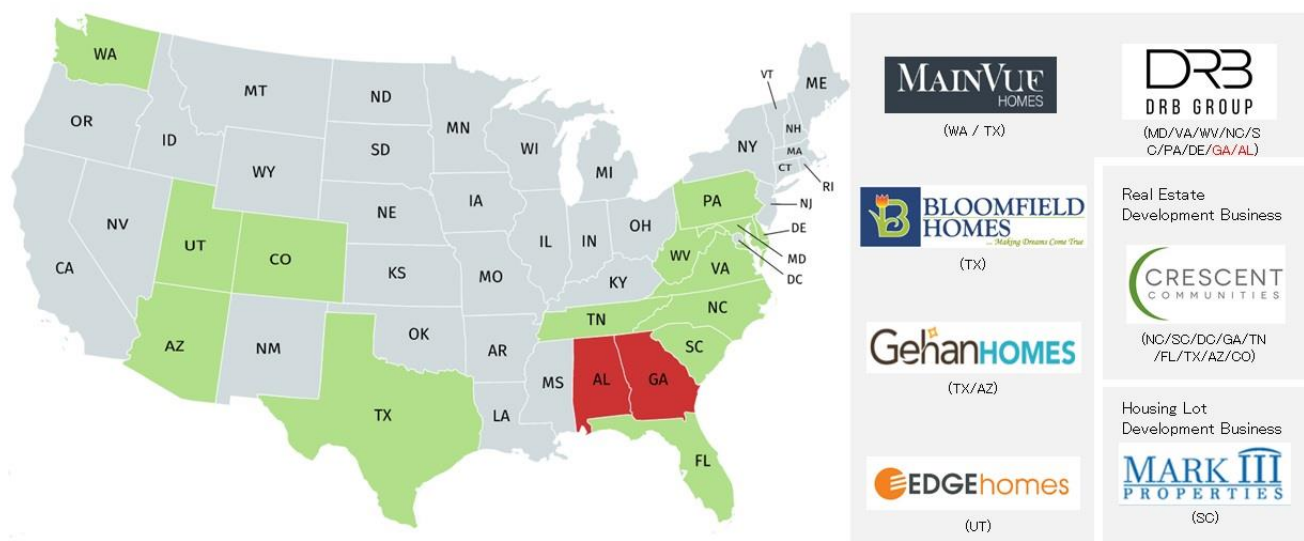 WA
MT
ND
MN
VT
ME
OR
ID
SD
WI
NY
NH
MA
CT
RI
WY
MI
NV
NE
IA
PA
NJ
UT
CO
IL
IN
OH
DE
CA
KS
MO
WV
VA
MD
DC
KY
AZ
NM
OK
TN
NC
AR
SC
TX
LA
MS
AL
GA
FL
MAINVUE
HOMES
(WA / TX)
BLOOMFIELD
HOMES
... Making Dreams Come True
(TX)
GehanHOMES
(TX/AZ)
EDGEhomes
(UT)
DRB
DRB GROUP
(MD/VA/WV/NC/S
C/PA/DE/GA/AL)
Real Estate
Development Business
CRESCENT
COMMUNITIES
(NC/SC/DC/GA/TN
/FL/TX/AZ/CO)
Housing Lot
Development Business
MARK III
PROPERTIES
(SC)